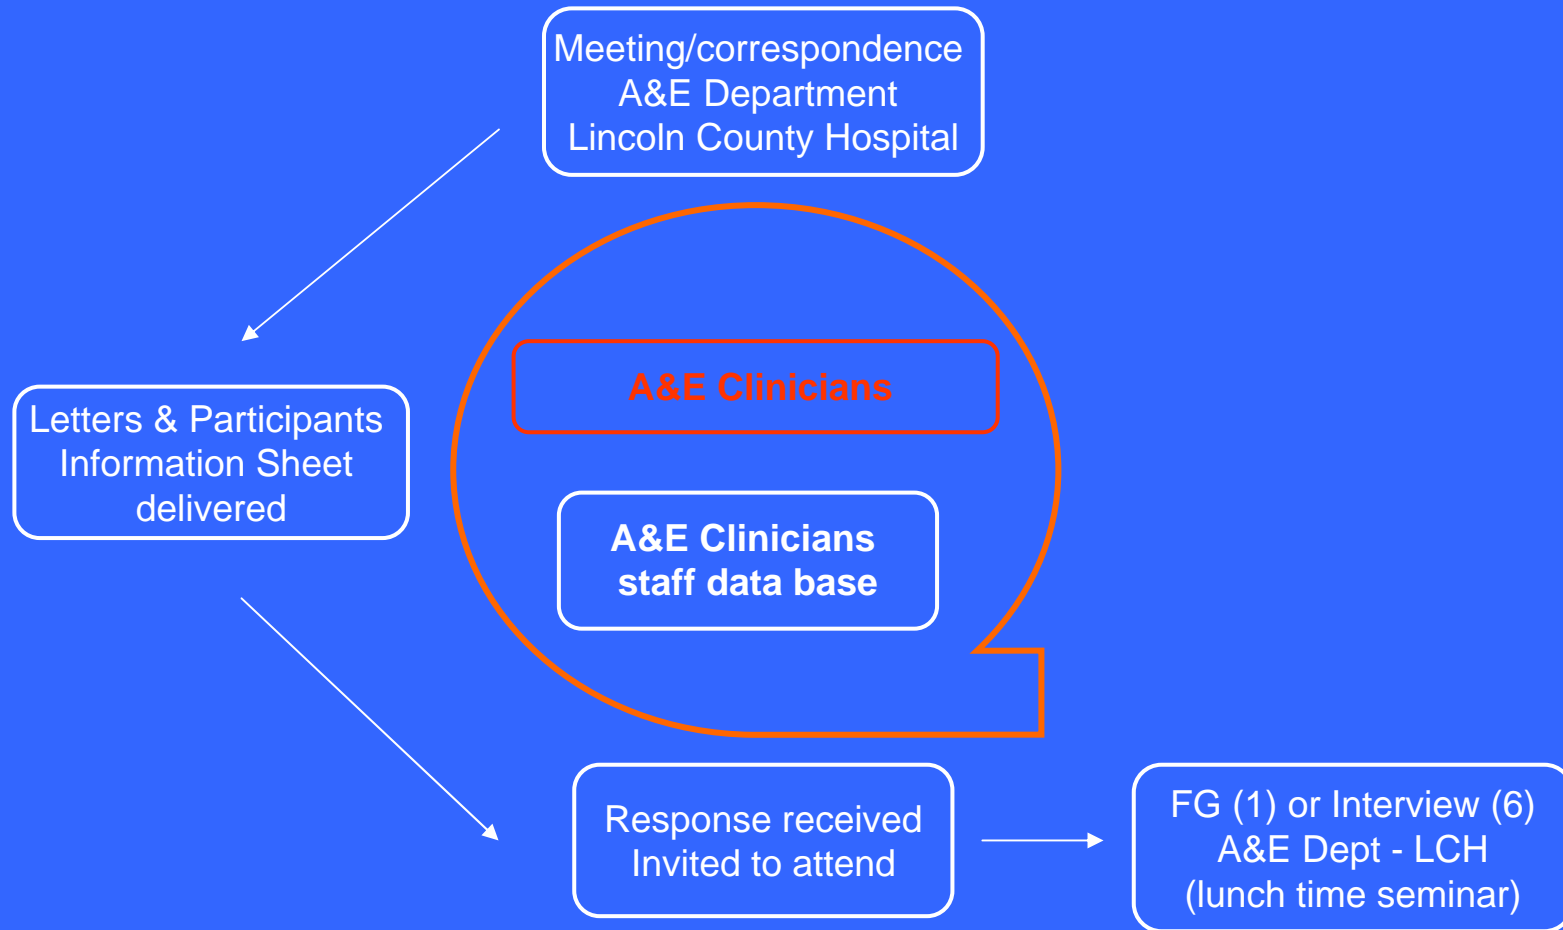 Meeting/correspondence
A&E Department
Lincoln County Hospital
A&E Clinicians
Letters & Participants
Information Sheet
delivered
A&E Clinicians
staff data base
Response received
Invited to attend
FG (1) or Interview (6)
A&E Dept - LCH
(lunch time seminar)